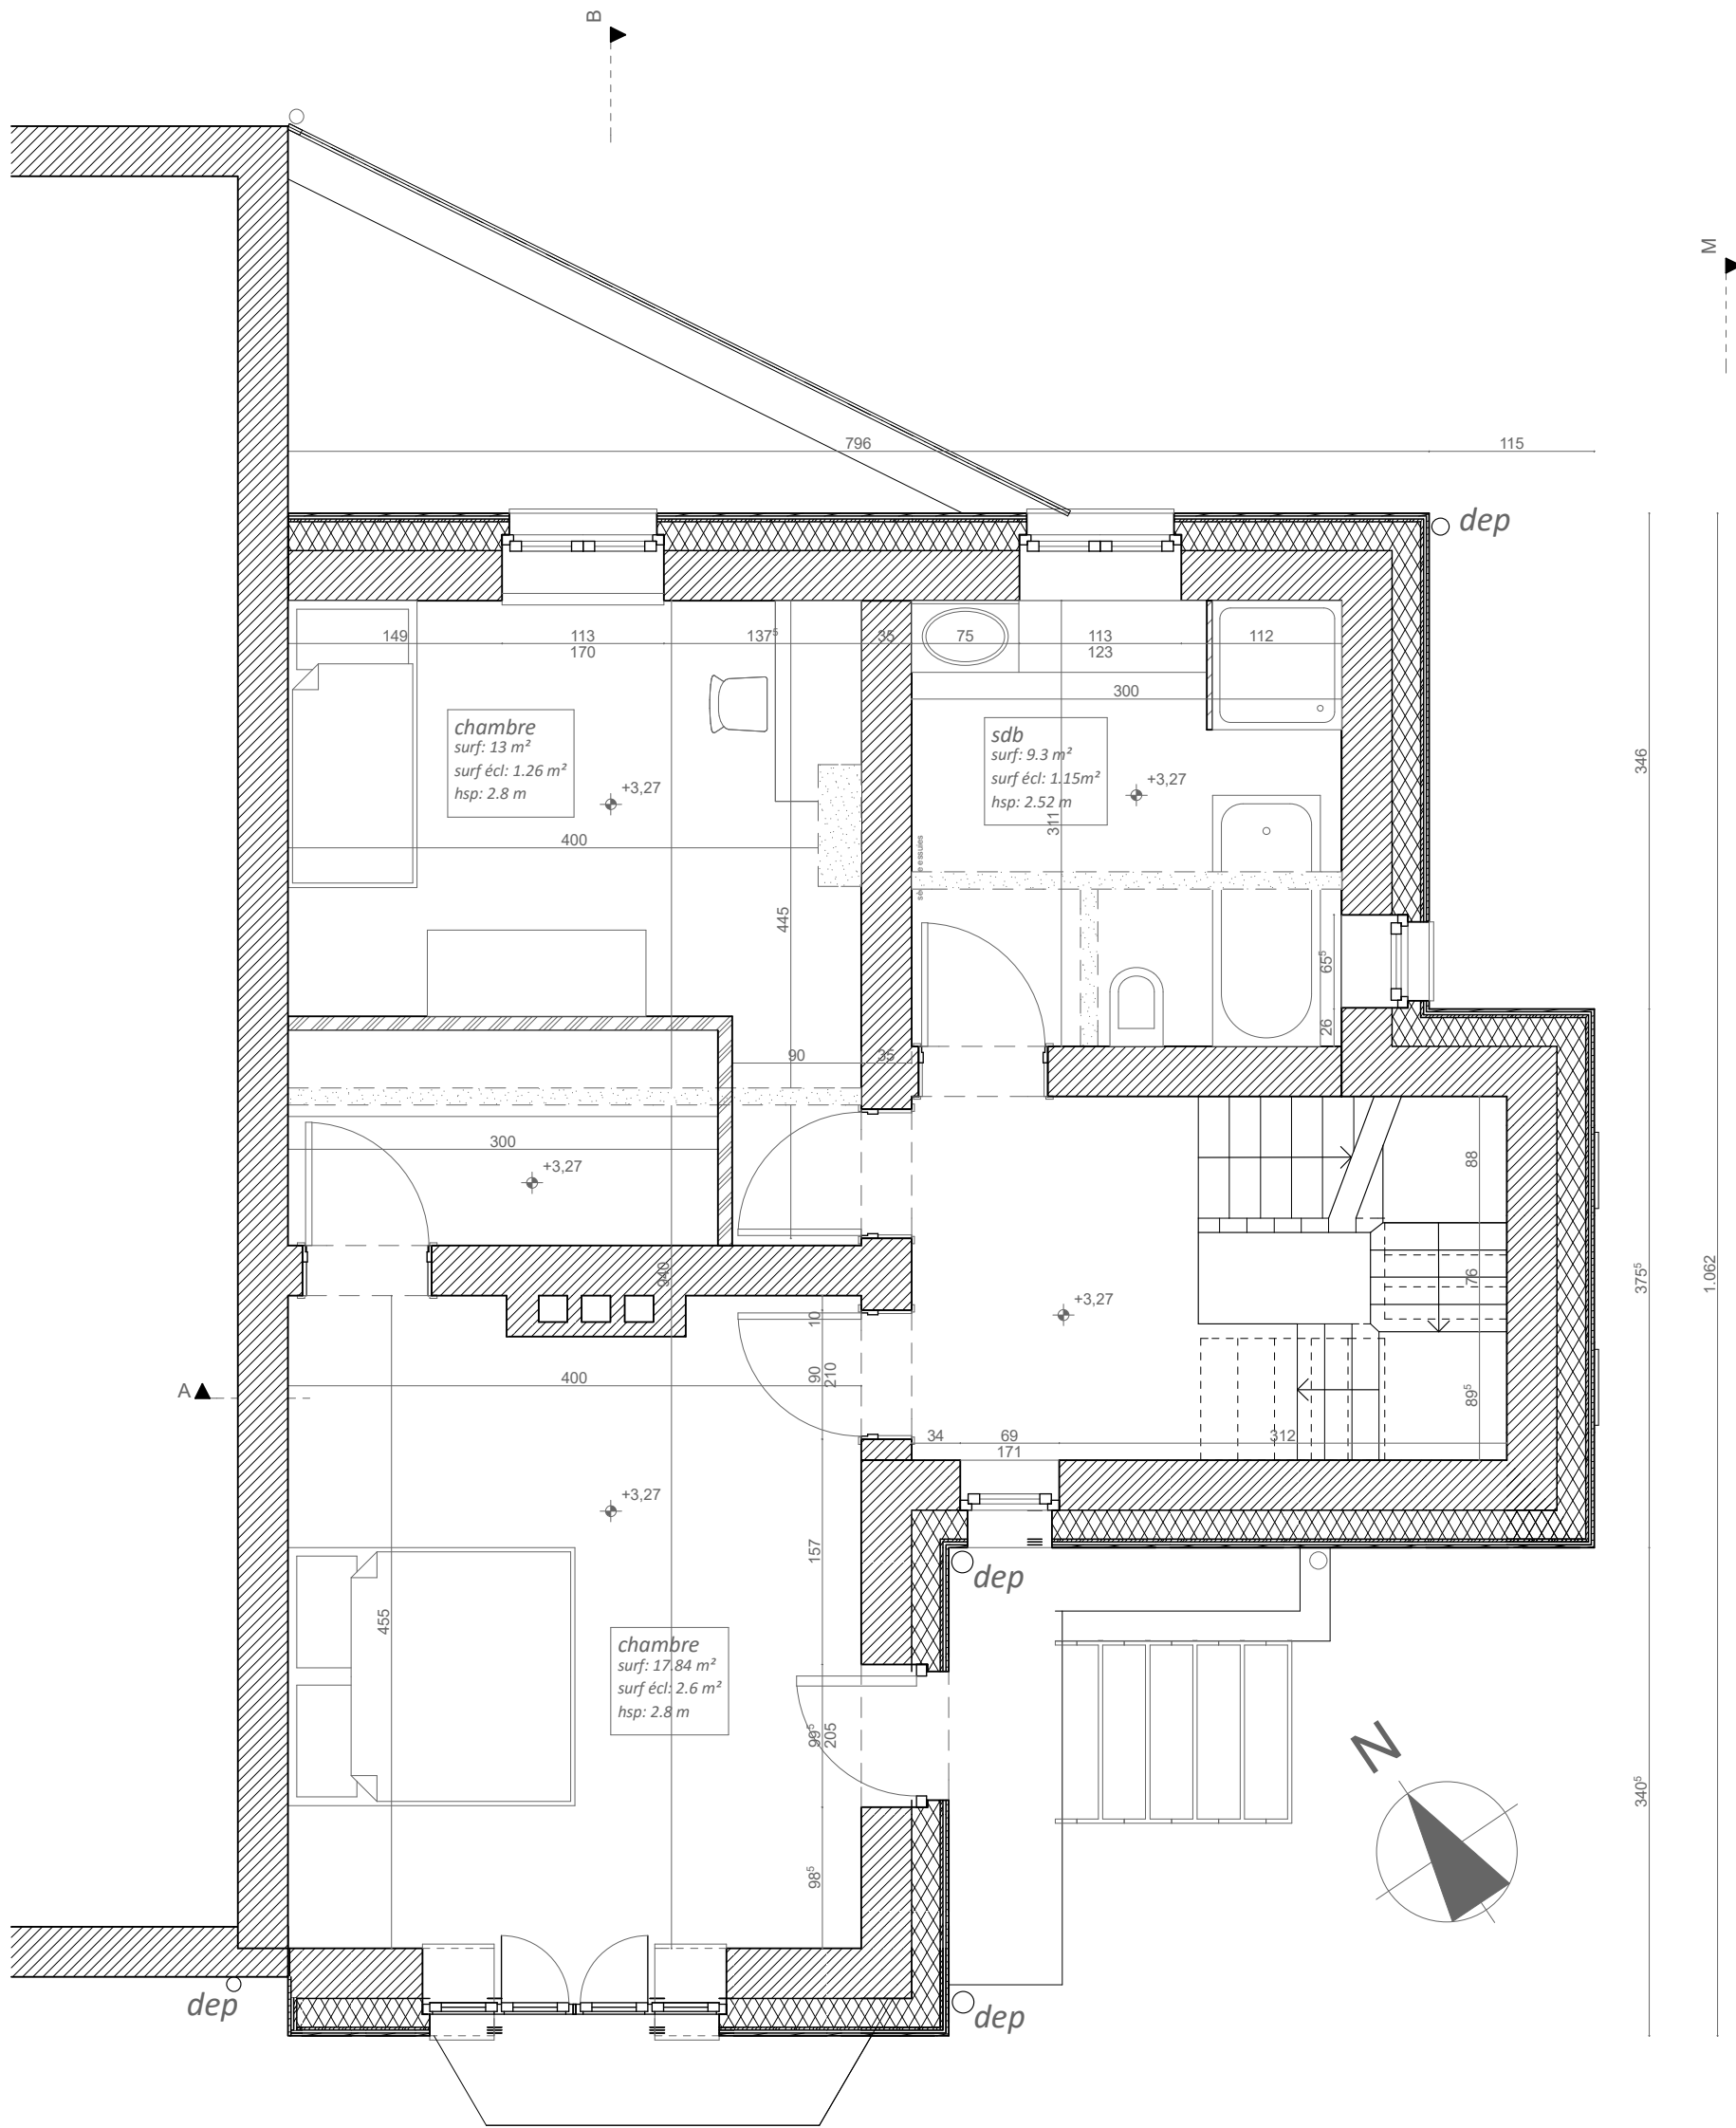 B
M
796
115
dep
149
113
170
137⁵
35
75
113
123
112
300
chambre
surf: 13 m²
surf écl: 1.26 m²
hsp: 2.8 m
+3,27
sdb
surf: 9.3 m²
surf écl: 1.15m²
hsp: 2.52 m
+3,27
346
311
400
445
65⁵
26
90
35
300
+3,27
88
940
76
+3,27
375⁵
1.062
10
90
210
A
400
89⁵
34
69
171
312
+3,27
157
dep
455
chambre
surf: 17.84 m²
surf écl: 2.6 m²
hsp: 2.8 m
99⁵
205
N
340⁵
98⁵
dep
dep